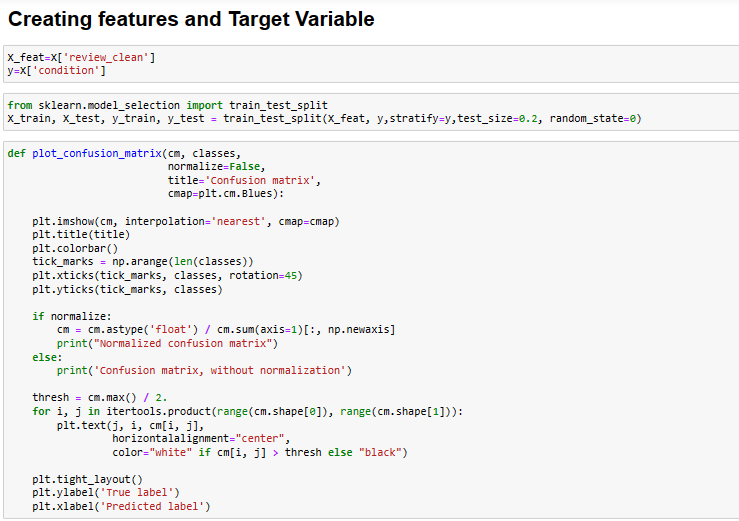 Creating features and Target Variable
X_feat=X['review_clean']
y=X['condition']
from sklearn.model_selection import train_test_split
X_train, X_test, y_train, y_test = train_test_split(X_feat, y,stratify=y,test_size=0.2, random_state=0)
def plot_confusion_matrix(cm, classes,
                          normalize=False,
                          title='Confusion matrix',
                          cmap=plt.cm.Blues):
    plt.imshow(cm, interpolation='nearest', cmap=cmap)
    plt.title(title)
    plt.colorbar()
    tick_marks = np.arange(len(classes))
    plt.xticks(tick_marks, classes, rotation=45)
    plt.yticks(tick_marks, classes)
    if normalize:
        cm = cm.astype('float') / cm.sum(axis=1)[:, np.newaxis]
        print("Normalized confusion matrix")
    else:
        print('Confusion matrix, without normalization')
    thresh = cm.max() / 2.
    for i, j in itertools.product(range(cm.shape[0]), range(cm.shape[1])):
        plt.text(j, i, cm[i, j],
                 horizontalalignment="center",
                 color="white" if cm[i, j] > thresh else "black")
    plt.tight_layout()
    plt.ylabel('True label')
    plt.xlabel('Predicted label')